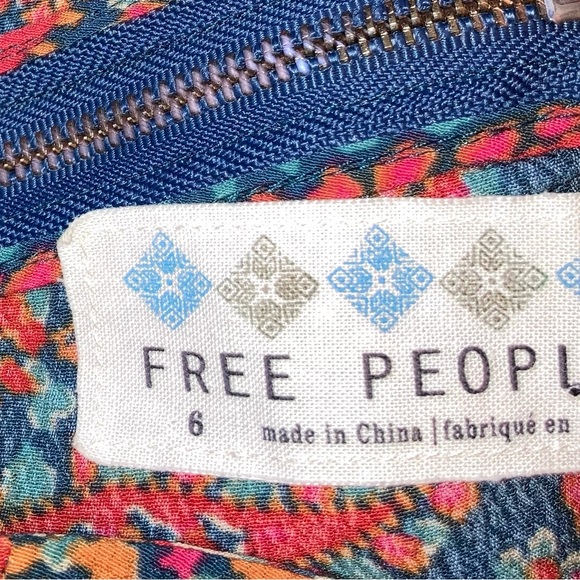 FREE PEOPL
6 made in China | fabriqué en